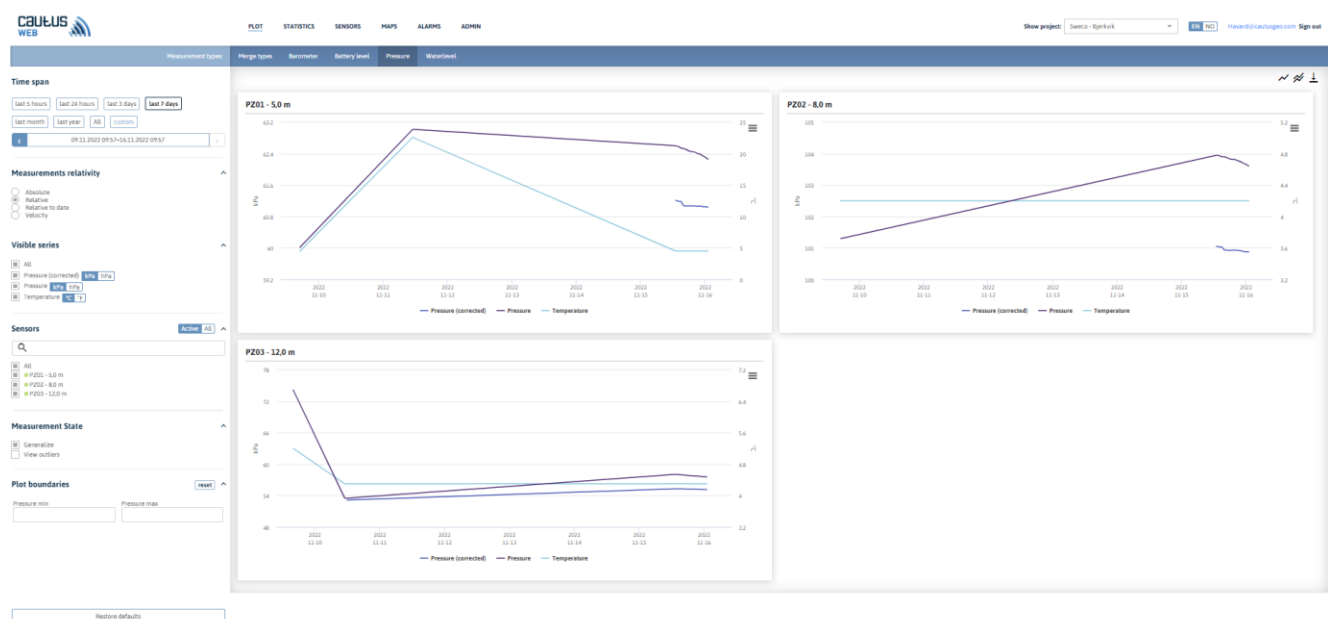 cautus
WEB
PLOT STATISTICS SENSORS MAPS ALARMS ADMIN
Show project: Sweco - Bjerkvik EN NO Havard@cautusgeo.com Sign out
Measurement types: Merge types Barometer Battery level Pressure Waterlevel
Time span
last 5 hours last 24 hours last 3 days last 7 days
last month last year All custom
09.11.2022 09:57–16.11.2022 09:57
Measurements relativity
Absolute
Relative
Relative to date
Velocity
Visible series
All
Pressure (corrected) kPa hPa
Pressure kPa hPa
Temperature °C °F
Sensors Active All
All
PZ01 - 5,0 m
PZ02 - 8,0 m
PZ03 - 12,0 m
Measurement State
Generalize
View outliers
Plot boundaries reset
Pressure min Pressure max
Restore defaults
PZ01 - 5,0 m
63.2 25
62.4 20
61.6 15
kPa °C
60.8 10
60 5
59.2 0
2022 2022 2022 2022 2022 2022 2022
11-10 11-11 11-12 11-13 11-14 11-15 11-16
Pressure (corrected) Pressure Temperature
PZ02 - 8,0 m
105 5.2
104 4.8
103 4.4
kPa °C
102 4
101 3.6
100 3.2
2022 2022 2022 2022 2022 2022 2022
11-10 11-11 11-12 11-13 11-14 11-15 11-16
Pressure (corrected) Pressure Temperature
PZ03 - 12,0 m
78 7.2
72 6.4
66 5.6
kPa °C
60 4.8
54 4
48 3.2
2022 2022 2022 2022 2022 2022 2022
11-10 11-11 11-12 11-13 11-14 11-15 11-16
Pressure (corrected) Pressure Temperature